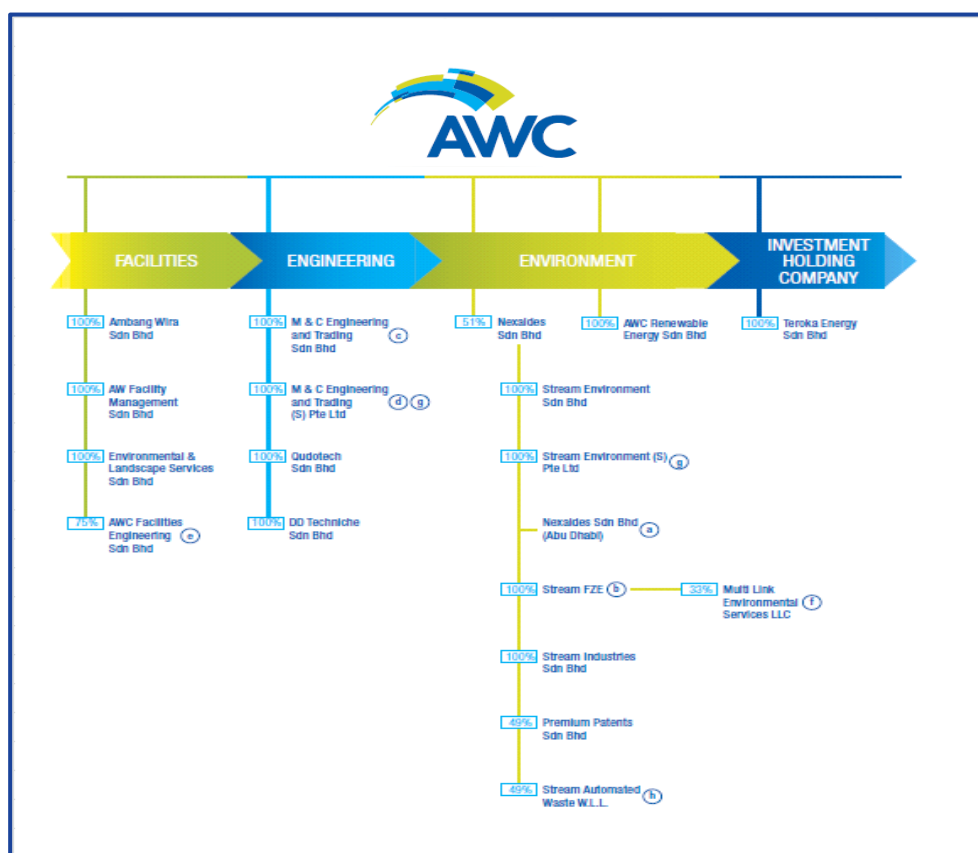 AWC
FACILITIES
ENGINEERING
ENVIRONMENT
INVESTMENT
HOLDING
COMPANY
100% Ambang Wira
Sdn Bhd
100% AW Facility
Management
Sdn Bhd
100% Environmental &
Landscape Services
Sdn Bhd
75% AWC Facilities
Engineering e
Sdn Bhd
100% M & C Engineering
and Trading c
Sdn Bhd
100% M & C Engineering
and Trading d g
(S) Pte Ltd
100% Qudotech
Sdn Bhd
100% DD Techniche
Sdn Bhd
51% Nexaldes
Sdn Bhd
100% Stream Environment
Sdn Bhd
100% Stream Environment (S) g
Pte Ltd
Nexaldes Sdn Bhd a
(Abu Dhabi)
100% Stream FZE b
33% Multi Link
Environmental f
Services LLC
100% Stream Industries
Sdn Bhd
49% Premium Patents
Sdn Bhd
49% Stream Automated h
Waste W.L.L.
100% AWC Renewable
Energy Sdn Bhd
100% Teroka Energy
Sdn Bhd